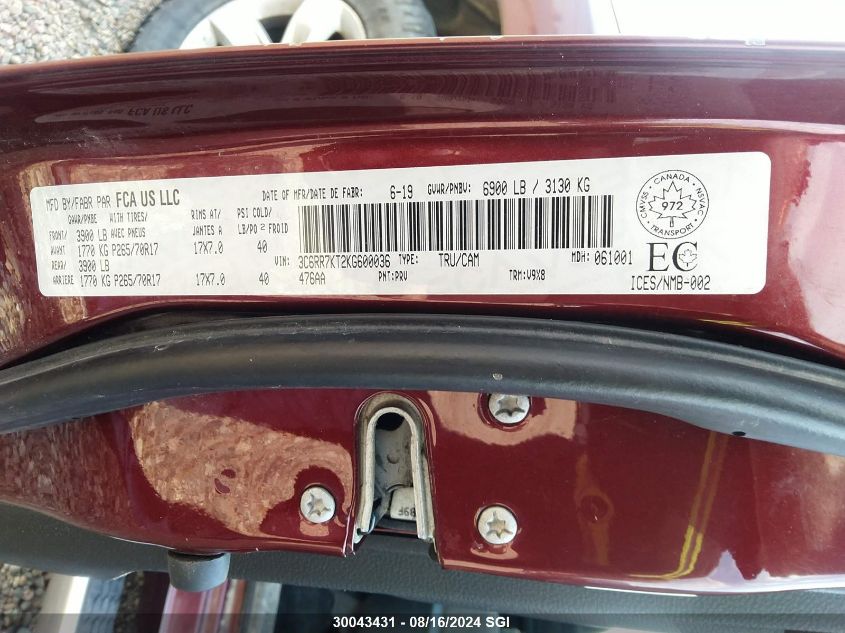 MFD BY/FABR PAR FCA US LLC DATE OF MFR/DATE DE FABR: 6-19 GVWR/PNBV: 6900 LB / 3130 KG
GAWR/PNBE WITH TIRES/ RIMS AT/ PSI COLD/
AVEC PNEUS JANTES A LB/PO² FROID
FRONT/ 3900 LB
AVANT 1770 KG P265/70R17 17X7.0 40
REAR/ 3900 LB
ARRIERE 1770 KG P265/70R17 17X7.0 40
VIN: 3C6RR7KT2KG600036 TYPE: TRU/CAM MDH: 061001
476AA PNT:PRV TRM:V9X8
CANADA
CMVSS NSVAC
972
TRANSPORT
EC
ICES/NMB-002
30043431 - 08/16/2024 SGI